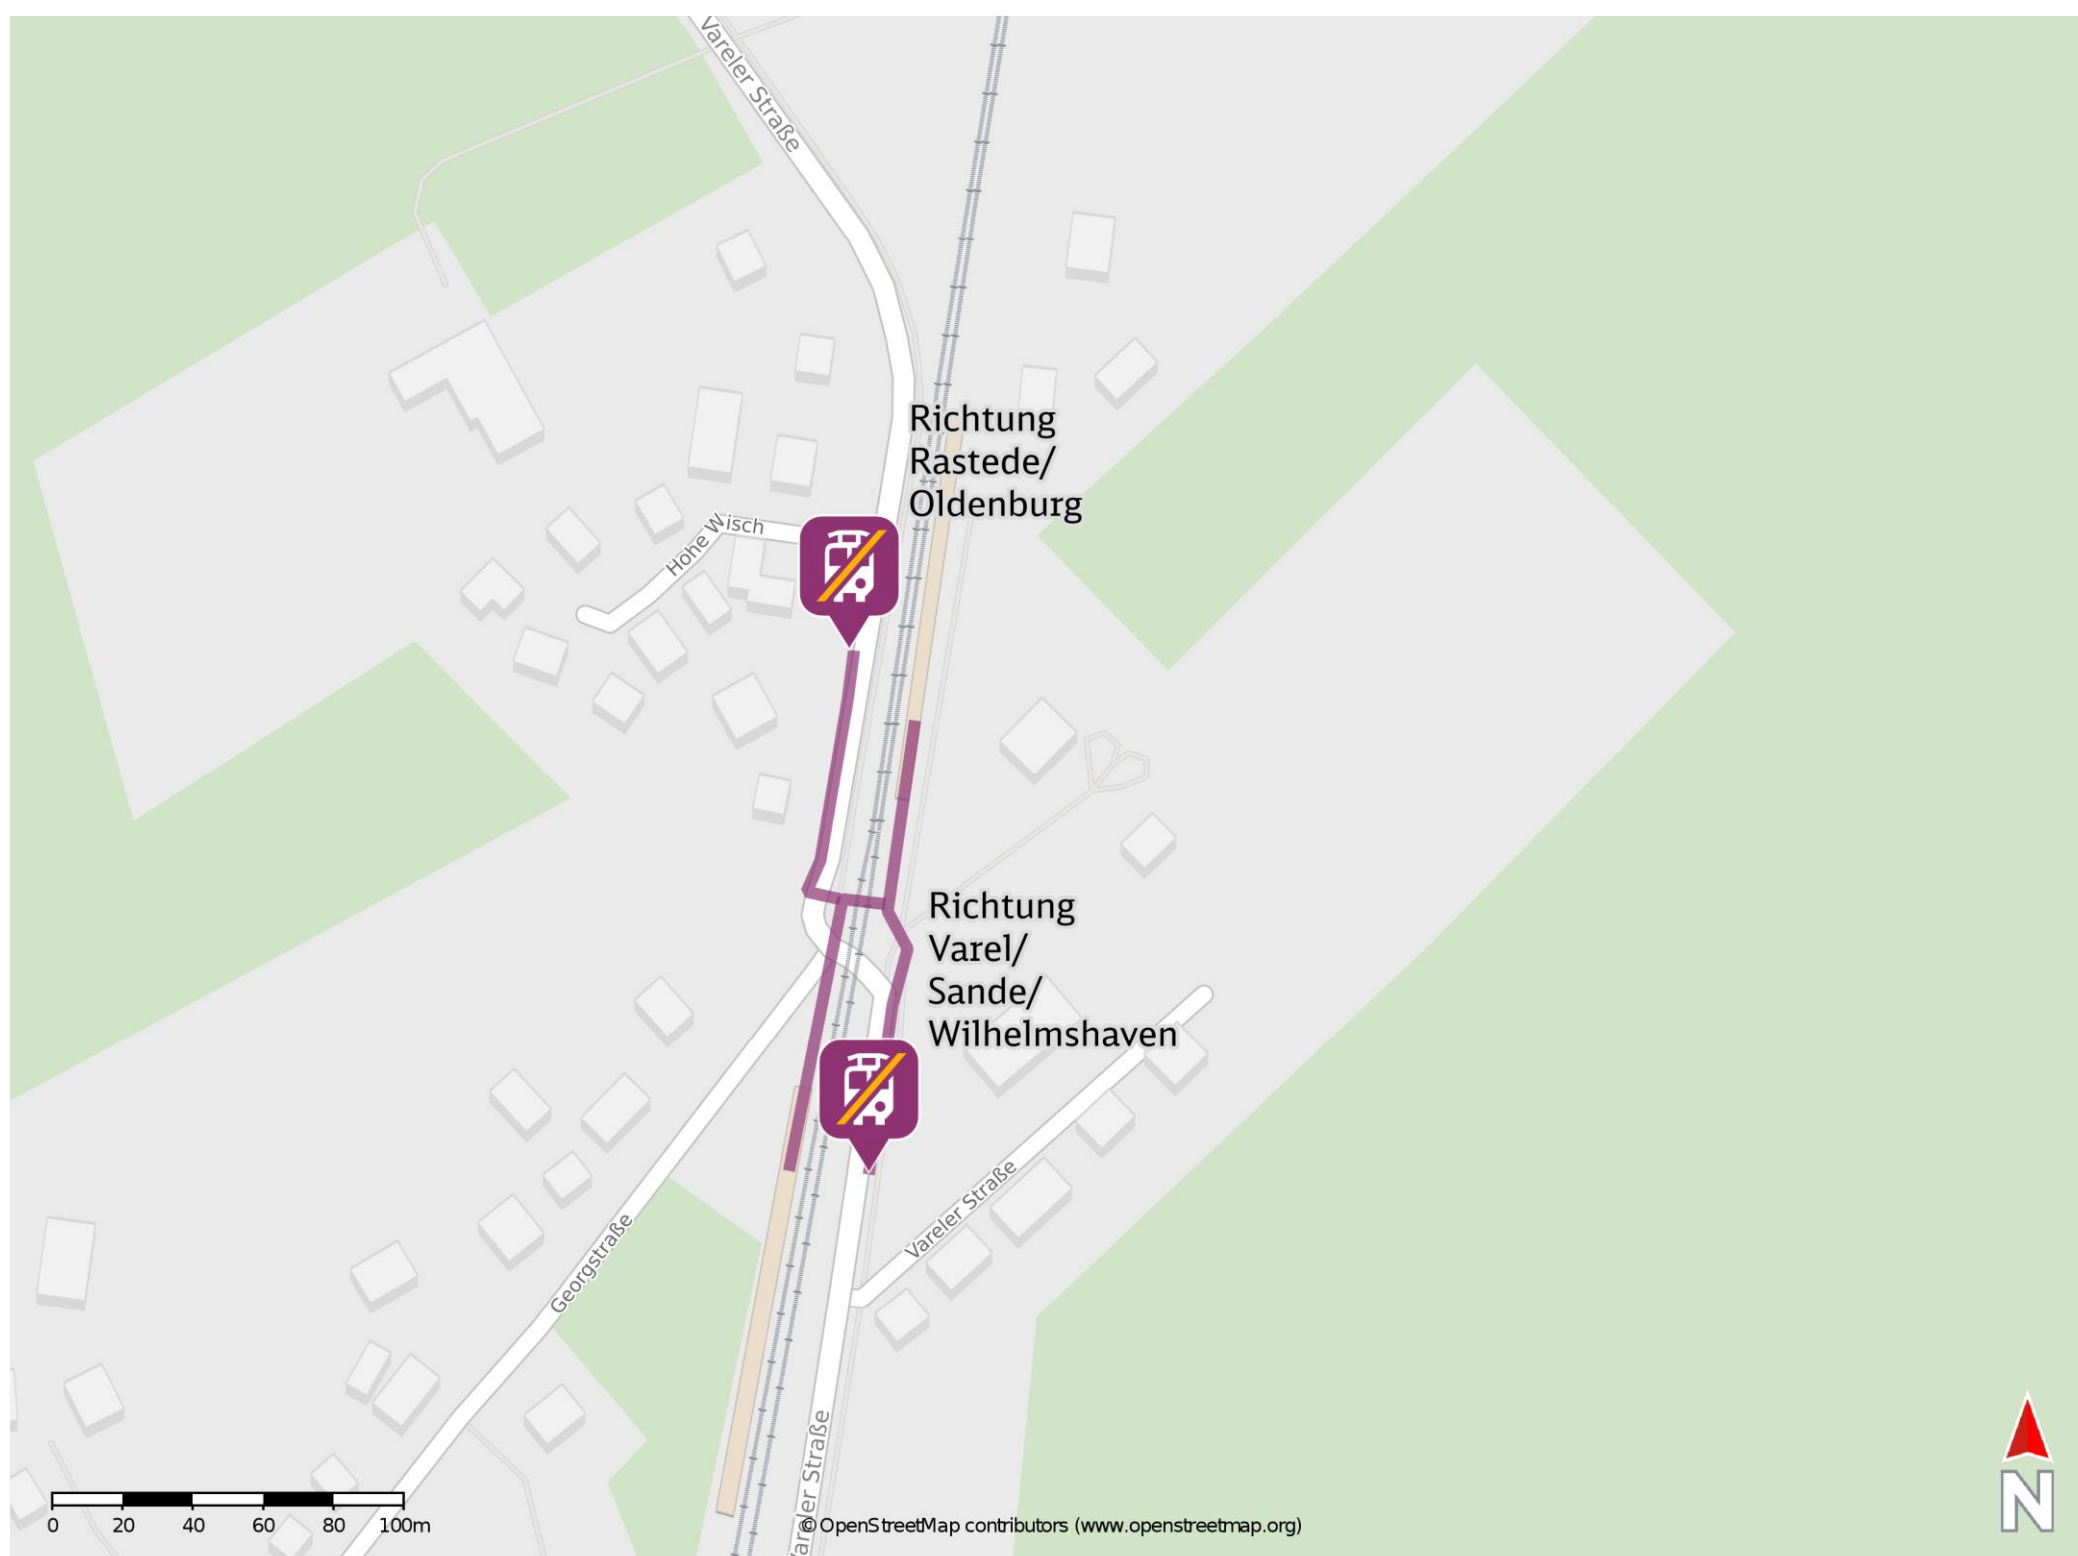 Vareler Straße
Richtung
Rastede/
Oldenburg
Hohe Wisch
Richtung
Varel/
Sande/
Wilhelmshaven
Vareler Straße
Georgstraße
Vareler Straße
0 20 40 60 80 100m
© OpenStreetMap contributors (www.openstreetmap.org)
N